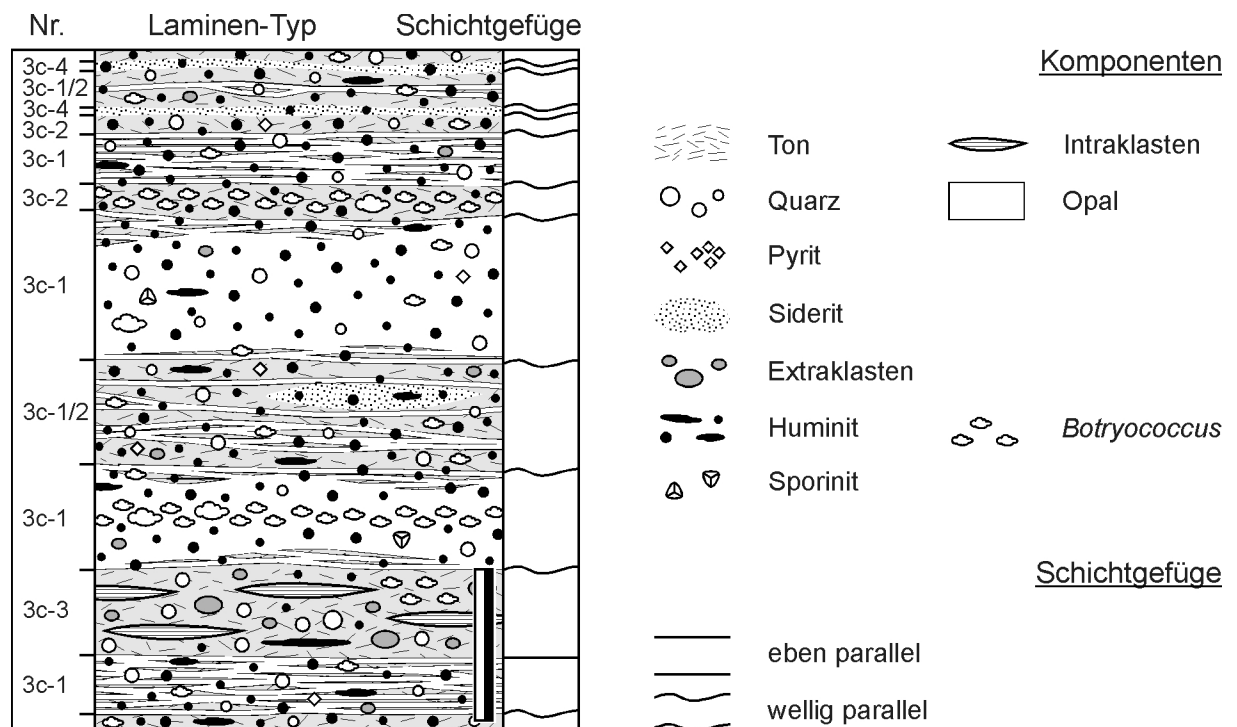 Nr. Laminen-Typ Schichtgefüge
3c-4
3c-1/2
3c-4
3c-2
3c-1
3c-2
3c-1
3c-1/2
3c-1
3c-3
3c-1
Komponenten
Ton Intraklasten
Quarz Opal
Pyrit
Siderit
Extraklasten
Huminit Botryococcus
Sporinit
Schichtgefüge
eben parallel
wellig parallel